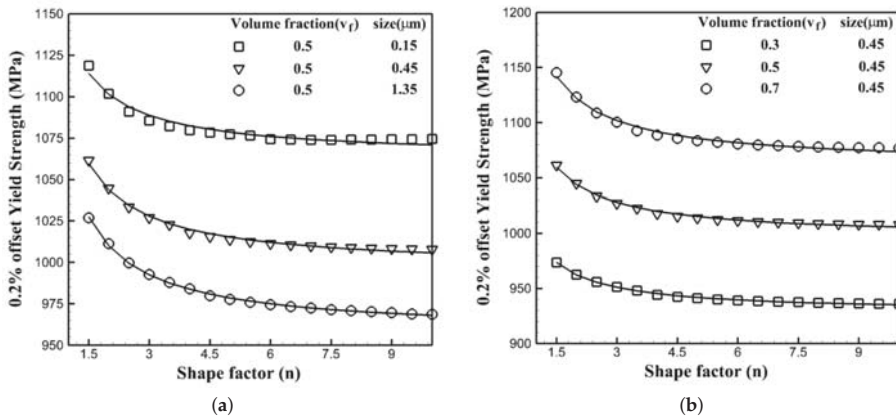 Volume fraction(vf) size(μm)
0.5 0.15
0.5 0.45
0.5 1.35
1150
1125
1100
1075
1050
1025
1000
975
950
0.2% offset Yield Strength (MPa)
1.5 3 4.5 6 7.5 9
Shape factor (n)
(a)
Volume fraction(vf) size(μm)
0.3 0.45
0.5 0.45
0.7 0.45
1200
1150
1100
1050
1000
950
900
0.2% offset Yield Strength (MPa)
1.5 3 4.5 6 7.5 9
Shape factor (n)
(b)